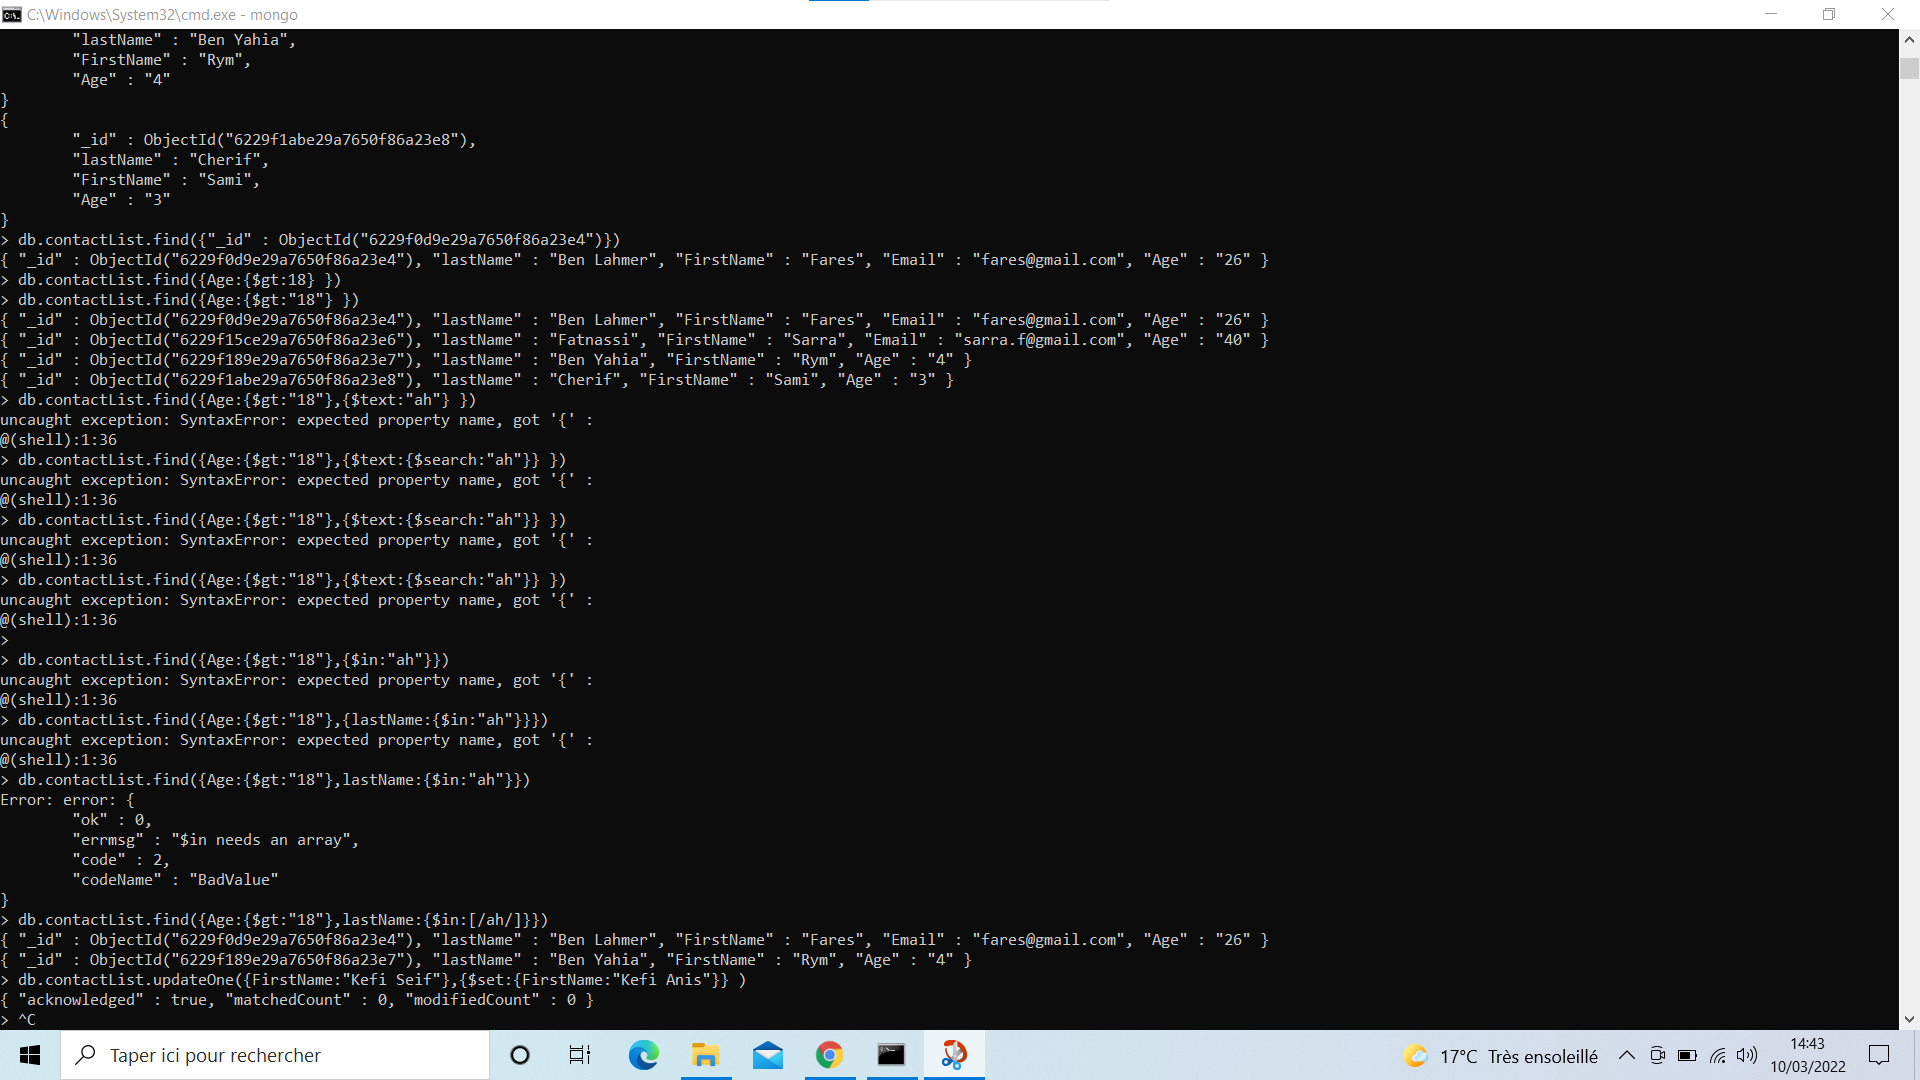 C:\Windows\System32\cmd.exe - mongo
        "lastName" : "Ben Yahia",
        "FirstName" : "Rym",
        "Age" : "4"
}
{
        "_id" : ObjectId("6229f1abe29a7650f86a23e8"),
        "lastName" : "Cherif",
        "FirstName" : "Sami",
        "Age" : "3"
}
> db.contactList.find({"_id" : ObjectId("6229f0d9e29a7650f86a23e4")})
{ "_id" : ObjectId("6229f0d9e29a7650f86a23e4"), "lastName" : "Ben Lahmer", "FirstName" : "Fares", "Email" : "fares@gmail.com", "Age" : "26" }
> db.contactList.find({Age:{$gt:18} })
> db.contactList.find({Age:{$gt:"18"} })
{ "_id" : ObjectId("6229f0d9e29a7650f86a23e4"), "lastName" : "Ben Lahmer", "FirstName" : "Fares", "Email" : "fares@gmail.com", "Age" : "26" }
{ "_id" : ObjectId("6229f15ce29a7650f86a23e6"), "lastName" : "Fatnassi", "FirstName" : "Sarra", "Email" : "sarra.f@gmail.com", "Age" : "40" }
{ "_id" : ObjectId("6229f189e29a7650f86a23e7"), "lastName" : "Ben Yahia", "FirstName" : "Rym", "Age" : "4" }
{ "_id" : ObjectId("6229f1abe29a7650f86a23e8"), "lastName" : "Cherif", "FirstName" : "Sami", "Age" : "3" }
> db.contactList.find({Age:{$gt:"18"},{$text:"ah"} })
uncaught exception: SyntaxError: expected property name, got '{' :
@(shell):1:36
> db.contactList.find({Age:{$gt:"18"},{$text:{$search:"ah"}} })
uncaught exception: SyntaxError: expected property name, got '{' :
@(shell):1:36
> db.contactList.find({Age:{$gt:"18"},{$text:{$search:"ah"}} })
uncaught exception: SyntaxError: expected property name, got '{' :
@(shell):1:36
> db.contactList.find({Age:{$gt:"18"},{$text:{$search:"ah"}} })
uncaught exception: SyntaxError: expected property name, got '{' :
@(shell):1:36
>
> db.contactList.find({Age:{$gt:"18"},{$in:"ah"}})
uncaught exception: SyntaxError: expected property name, got '{' :
@(shell):1:36
> db.contactList.find({Age:{$gt:"18"},{lastName:{$in:"ah"}}})
uncaught exception: SyntaxError: expected property name, got '{' :
@(shell):1:36
> db.contactList.find({Age:{$gt:"18"},lastName:{$in:"ah"}})
Error: error: {
        "ok" : 0,
        "errmsg" : "$in needs an array",
        "code" : 2,
        "codeName" : "BadValue"
}
> db.contactList.find({Age:{$gt:"18"},lastName:{$in:[/ah/]}})
{ "_id" : ObjectId("6229f0d9e29a7650f86a23e4"), "lastName" : "Ben Lahmer", "FirstName" : "Fares", "Email" : "fares@gmail.com", "Age" : "26" }
{ "_id" : ObjectId("6229f189e29a7650f86a23e7"), "lastName" : "Ben Yahia", "FirstName" : "Rym", "Age" : "4" }
> db.contactList.updateOne({FirstName:"Kefi Seif"},{$set:{FirstName:"Kefi Anis"}} )
{ "acknowledged" : true, "matchedCount" : 0, "modifiedCount" : 0 }
> ^C
Taper ici pour rechercher
17°C Très ensoleillé
14:43
10/03/2022